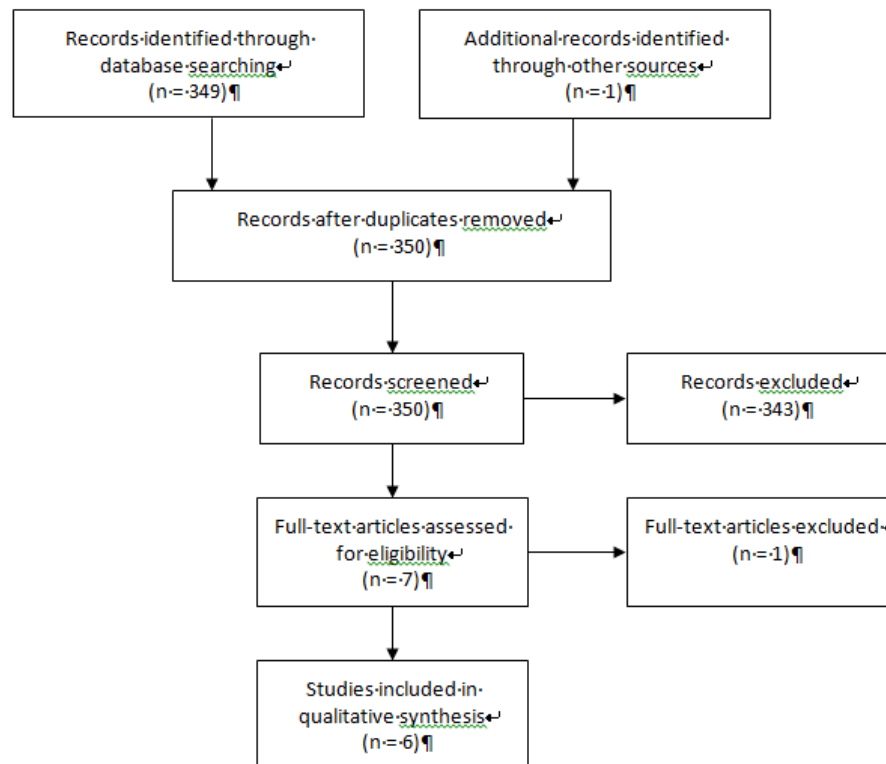 Records·identified·through·
database·searching↵
(n·=·349)¶
Additional·records·identified·
through·other·sources↵
(n·=·1)¶
Records·after·duplicates·removed↵
(n·=·350)¶
Records·screened↵
(n·=·350)¶
Records·excluded↵
(n·=·343)¶
Full-text·articles·assessed·
for·eligibility↵
(n·=·7)¶
Full-text·articles·excluded·
(n·=·1)¶
Studies·included·in·
qualitative·synthesis↵
(n·=·6)¶